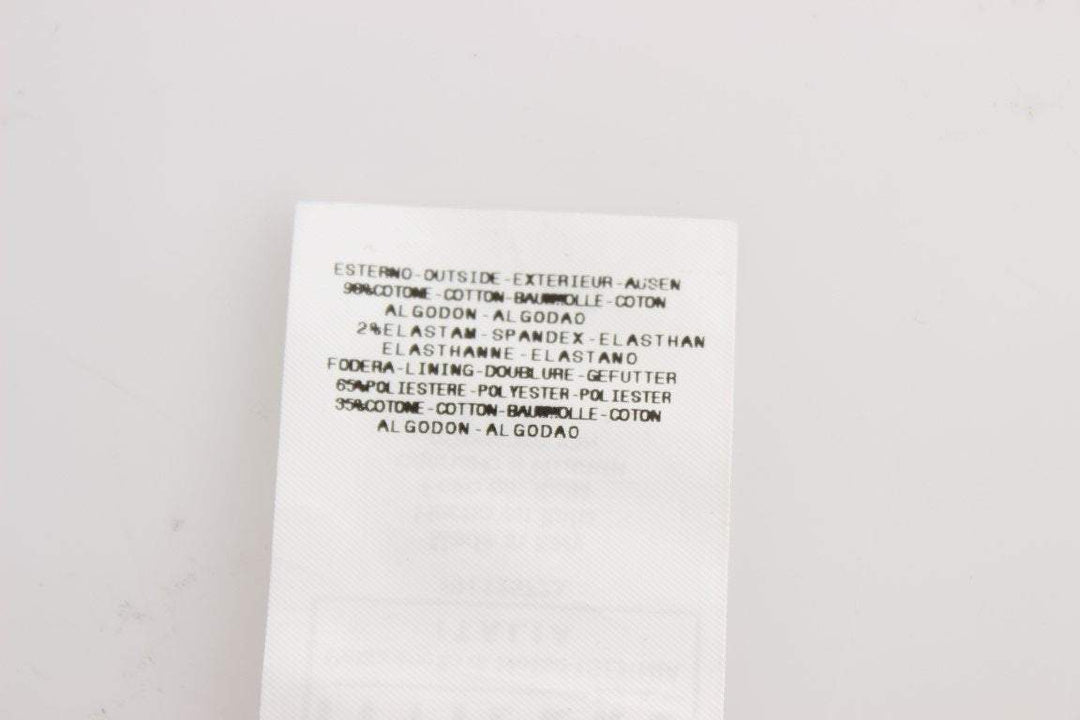 ESTERNO-OUTSIDE-EXTERIEUR-AUSEN
98%COTONE-COTTON-BAUMWOLLE-COTON
ALGODON-ALGODAO
2%ELASTAM-SPANDEX-ELASTHAN
ELASTHANNE-ELASTANO
FODERA-LINING-DOUBLURE-GEFUTTER
65%POLIESTERE-POLYESTER-POLIESTER
35%COTONE-COTTON-BAUMWOLLE-COTON
ALGODON-ALGODAO
ITALIA